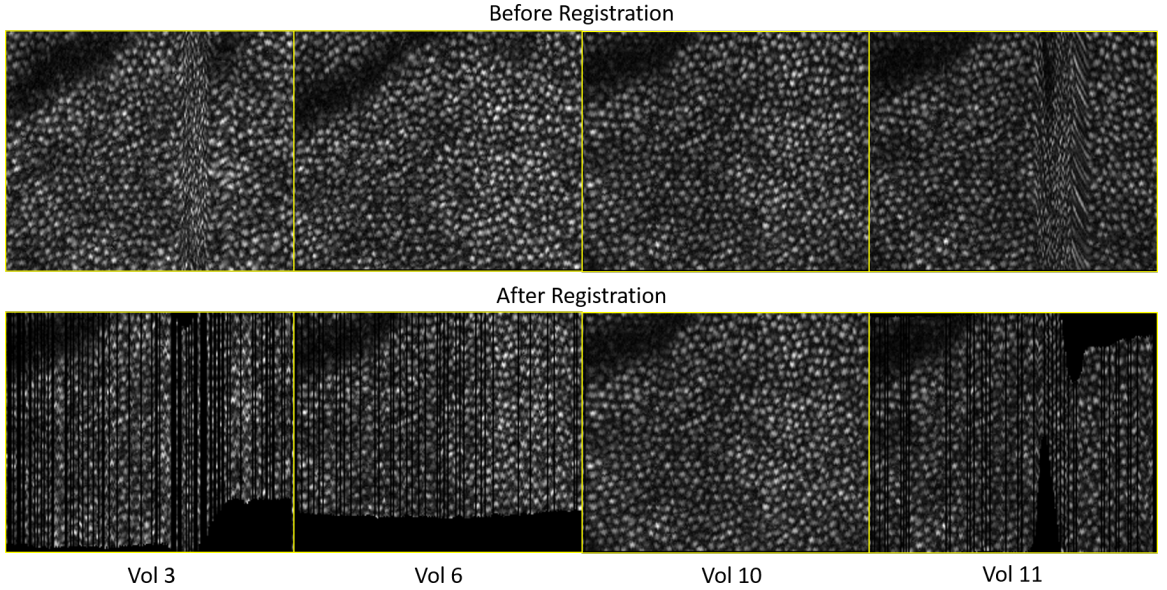 Before Registration
After Registration
Vol 3
Vol 6
Vol 10
Vol 11